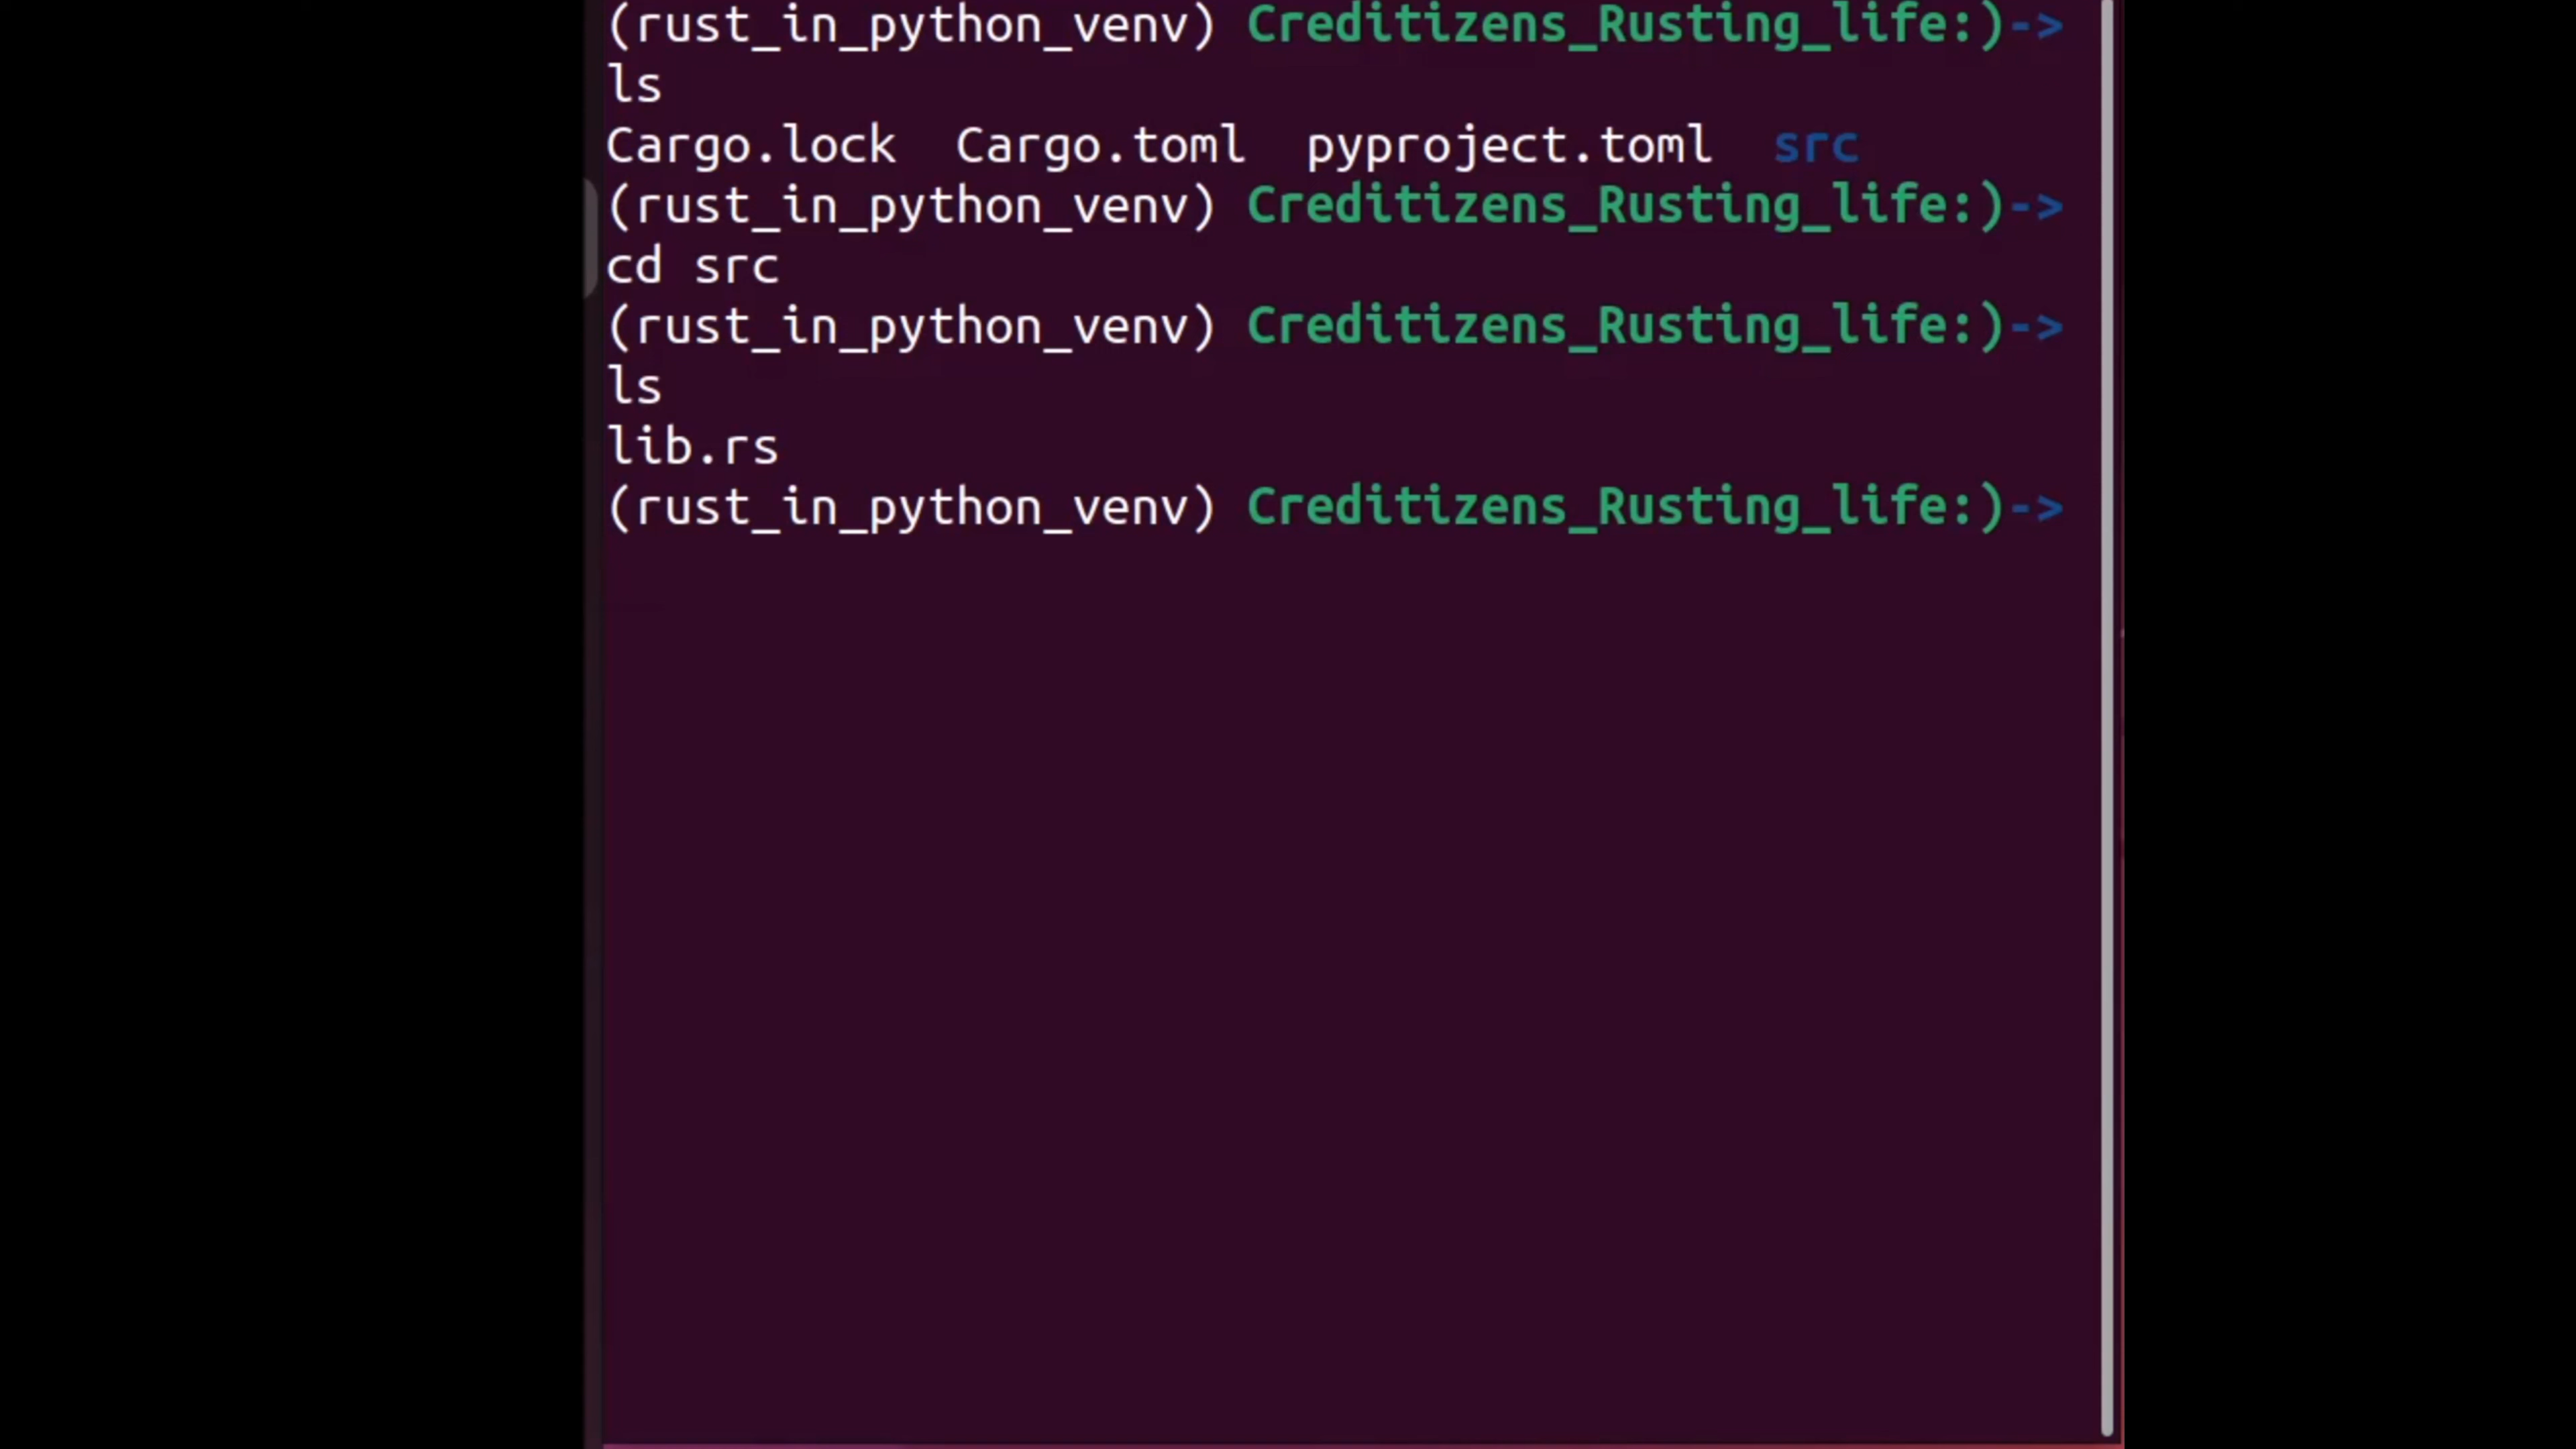 (rust_in_python_venv) Creditizens_Rusting_life:)->
ls
Cargo.lock  Cargo.toml  pyproject.toml  src
(rust_in_python_venv) Creditizens_Rusting_life:)->
cd src
(rust_in_python_venv) Creditizens_Rusting_life:)->
ls
lib.rs
(rust_in_python_venv) Creditizens_Rusting_life:)->